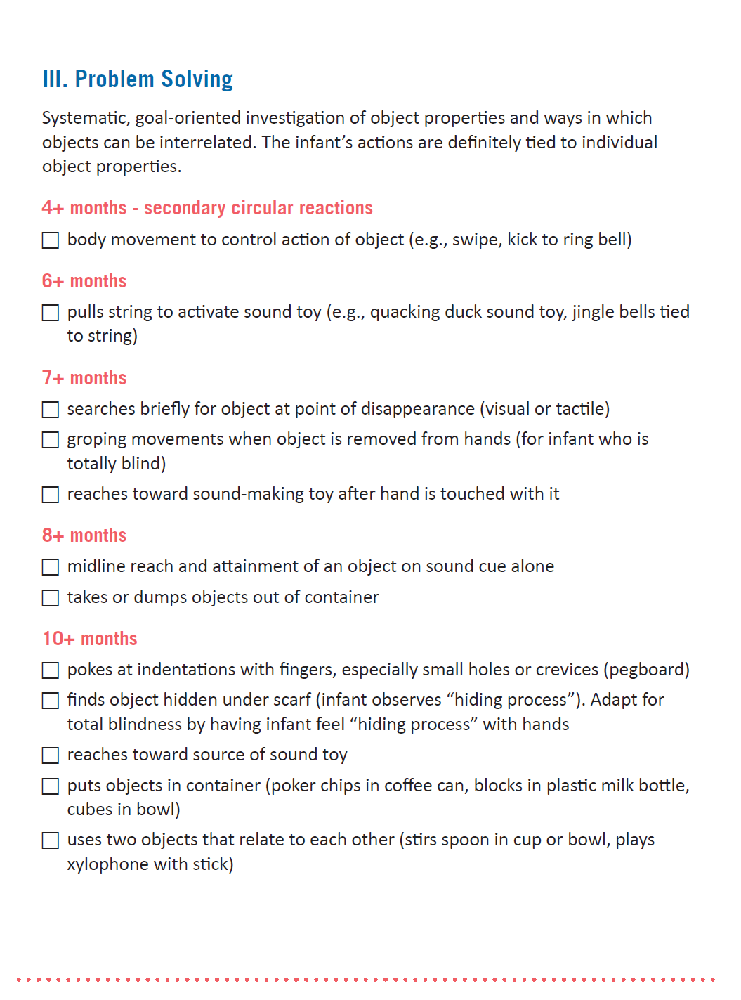 III. Problem Solving
Systematic, goal-oriented investigation of object properties and ways in which
objects can be interrelated. The infant’s actions are definitely tied to individual
object properties.
4+ months - secondary circular reactions
body movement to control action of object (e.g., swipe, kick to ring bell)
6+ months
pulls string to activate sound toy (e.g., quacking duck sound toy, jingle bells tied
to string)
7+ months
searches briefly for object at point of disappearance (visual or tactile)
groping movements when object is removed from hands (for infant who is
totally blind)
reaches toward sound-making toy after hand is touched with it
8+ months
midline reach and attainment of an object on sound cue alone
takes or dumps objects out of container
10+ months
pokes at indentations with fingers, especially small holes or crevices (pegboard)
finds object hidden under scarf (infant observes “hiding process”). Adapt for
total blindness by having infant feel “hiding process” with hands
reaches toward source of sound toy
puts objects in container (poker chips in coffee can, blocks in plastic milk bottle,
cubes in bowl)
uses two objects that relate to each other (stirs spoon in cup or bowl, plays
xylophone with stick)